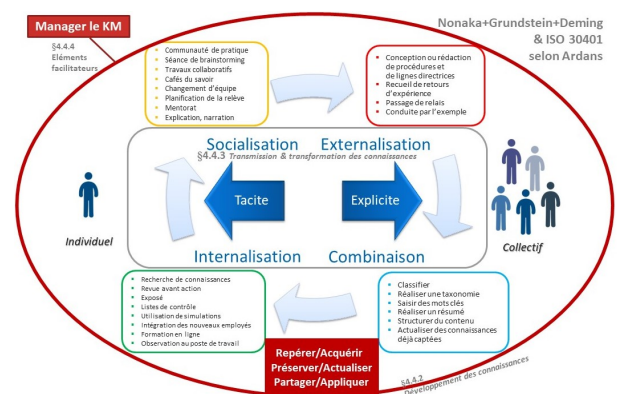 Manager le KM
Nonaka+Grundstein+Deming
& ISO 30401
selon Ardans
§4.4.4
Eléments
facilitateurs
Communauté de pratique
Séance de brainstorming
Travaux collaboratifs
Cafés du savoir
Changement d'équipe
Planification de la relève
Mentorat
Explication, narration
Conception ou rédaction
de procédures et
de lignes directrices
Recueil de retours
d'expérience
Passage de relais
Conduite par l'exemple
Socialisation
Externalisation
§4.4.3 Transmission & transformation des connaissances
Tacite
Explicite
Individuel
Collectif
Internalisation
Combinaison
Recherche de connaissances
Revue avant action
Exposé
Listes de contrôle
Utilisation de simulations
Intégration des nouveaux employés
Formation en ligne
Observation au poste de travail
Classifier
Réaliser une taxonomie
Saisir des mots clés
Réaliser un résumé
Structurer du contenu
Actualiser des connaissances
déjà captées
Repérer/Acquérir
Préserver/Actualiser
Partager/Appliquer
§4.4.2
Développement des connaissances